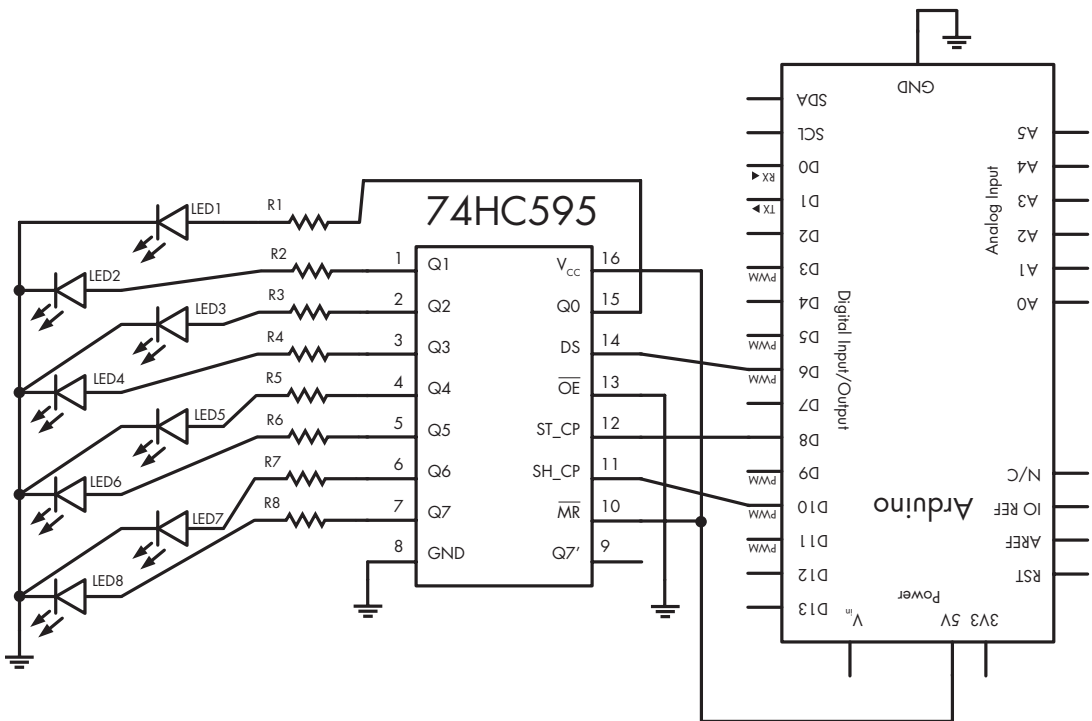 74HC595
LED1
R1
LED2
R2
LED3
R3
LED4
R4
LED5
R5
LED6
R6
LED7
R7
LED8
R8
1 Q1
2 Q2
3 Q3
4 Q4
5 Q5
6 Q6
7 Q7
8 GND
VCC 16
Q0 15
DS 14
OE 13
ST_CP 12
SH_CP 11
MR 10
Q7' 9
GND
SDA
SCL
D0
RX ◀
D1
TX ▶
D2
D3
PWM
D4
D5
PWM
D6
PWM
D7
D8
D9
PWM
D10
PWM
D11
PWM
D12
D13
Digital Input/Output
Arduino
Analog Input
A5
A4
A3
A2
A1
A0
N/C
IO REF
AREF
RST
Power
Vin
5V
3V3